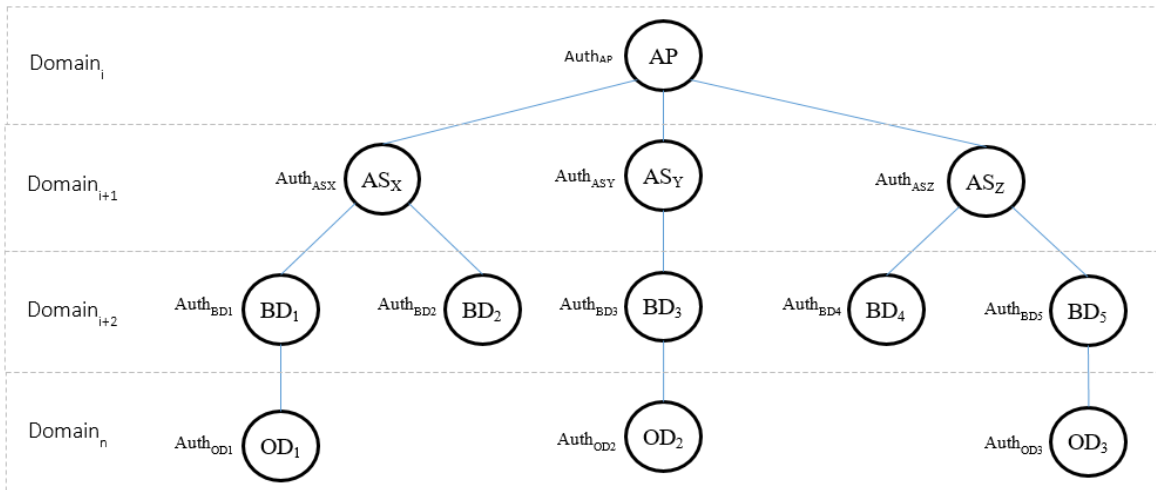 Domain_i Auth_AP AP
Domain_i+1 Auth_ASX AS_X Auth_ASY AS_Y Auth_ASZ AS_Z
Domain_i+2 Auth_BD1 BD_1 Auth_BD2 BD_2 Auth_BD3 BD_3 Auth_BD4 BD_4 Auth_BD5 BD_5
Domain_n Auth_OD1 OD_1 Auth_OD2 OD_2 Auth_OD3 OD_3